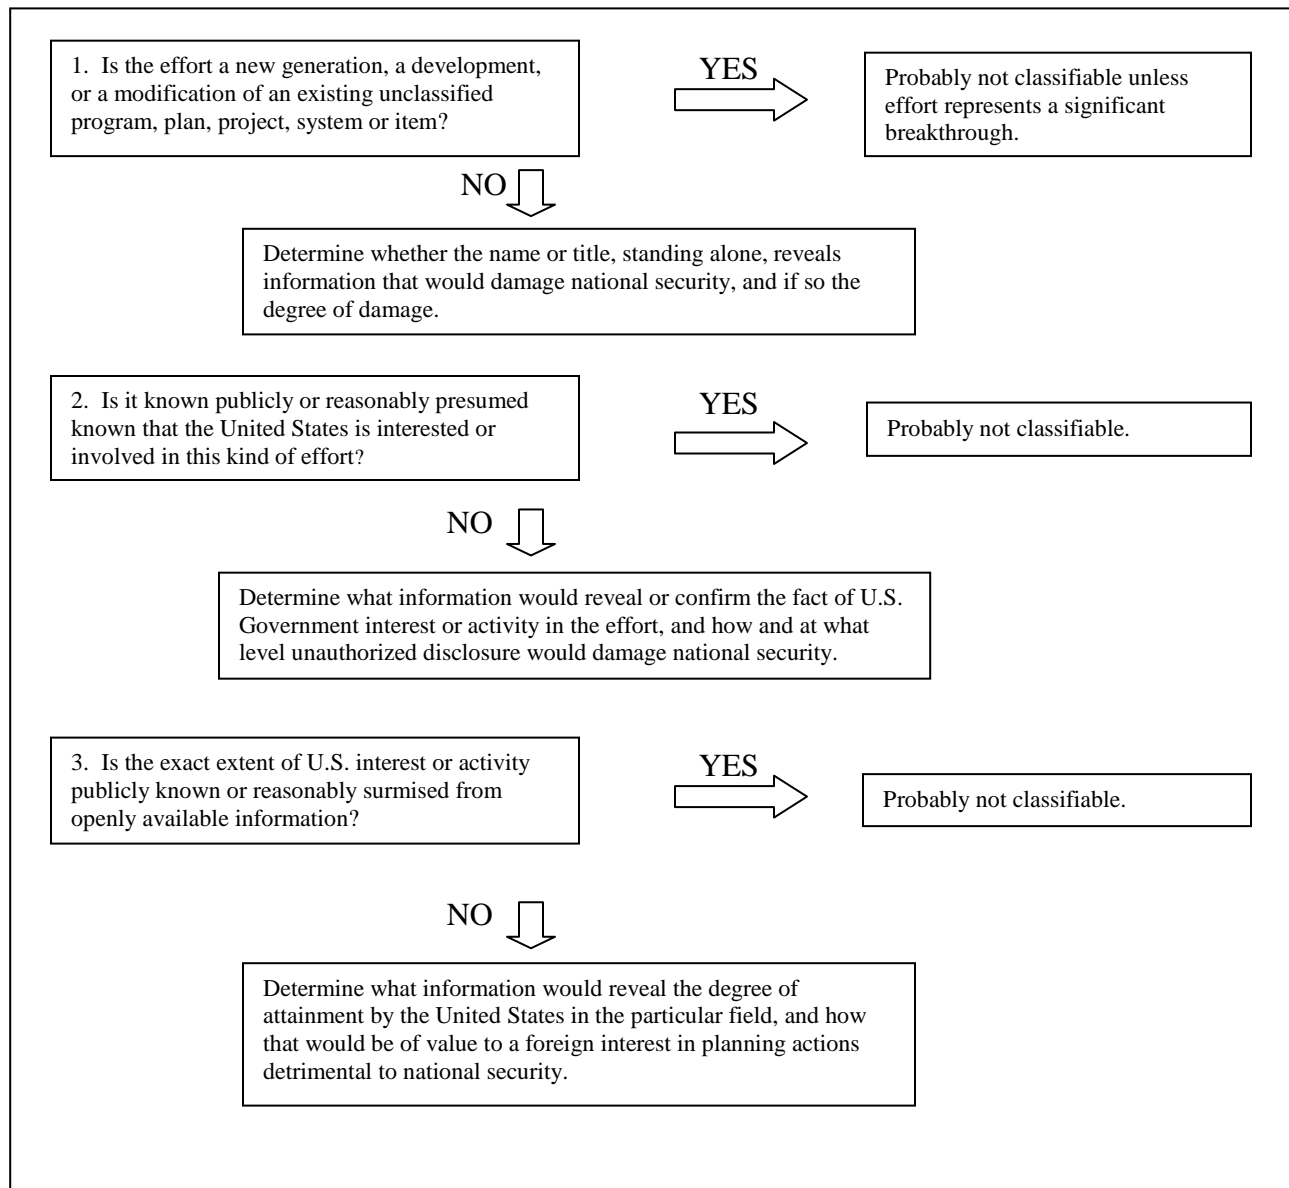 1.  Is the effort a new generation, a development,
or a modification of an existing unclassified
program, plan, project, system or item?
YES
Probably not classifiable unless
effort represents a significant
breakthrough.
NO
Determine whether the name or title, standing alone, reveals
information that would damage national security, and if so the
degree of damage.
2.  Is it known publicly or reasonably presumed
known that the United States is interested or
involved in this kind of effort?
YES
Probably not classifiable.
NO
Determine what information would reveal or confirm the fact of U.S.
Government interest or activity in the effort, and how and at what
level unauthorized disclosure would damage national security.
3.  Is the exact extent of U.S. interest or activity
publicly known or reasonably surmised from
openly available information?
YES
Probably not classifiable.
NO
Determine what information would reveal the degree of
attainment by the United States in the particular field, and how
that would be of value to a foreign interest in planning actions
detrimental to national security.